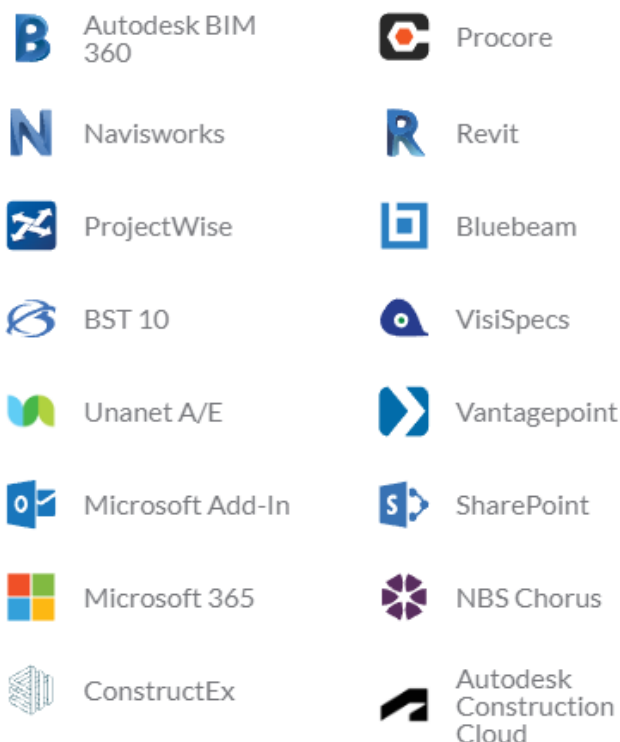 Autodesk BIM
360
Procore
Navisworks
Revit
ProjectWise
Bluebeam
BST 10
VisiSpecs
Unanet A/E
Vantagepoint
Microsoft Add-In
SharePoint
Microsoft 365
NBS Chorus
ConstructEx
Autodesk
Construction
Cloud